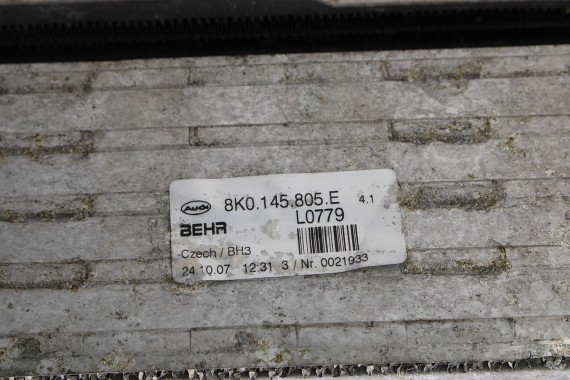 Audi 8K0.145.805.E 4.1
BEHR L0779
Czech / BH3
24.10.07 12:31 3 / Nr. 0021933